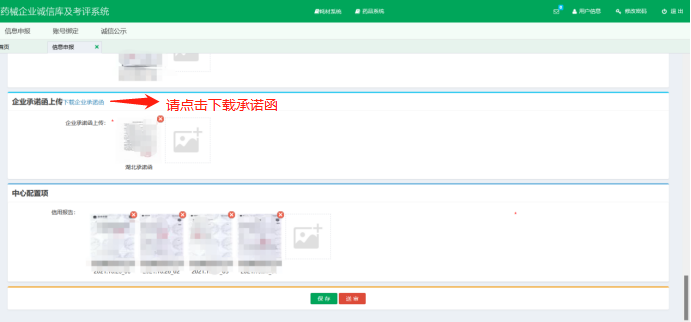 药械企业诚信库及考评系统
耗材系统 药品系统
用户信息 修改密码 退出
信息申报 账号绑定 诚信公示
首页 信息申报 ×
企业承诺函上传 下载企业承诺函 请点击下载承诺函
企业承诺函上传： *
湖北承诺函
中心配置项
信用报告： *
保存 送审